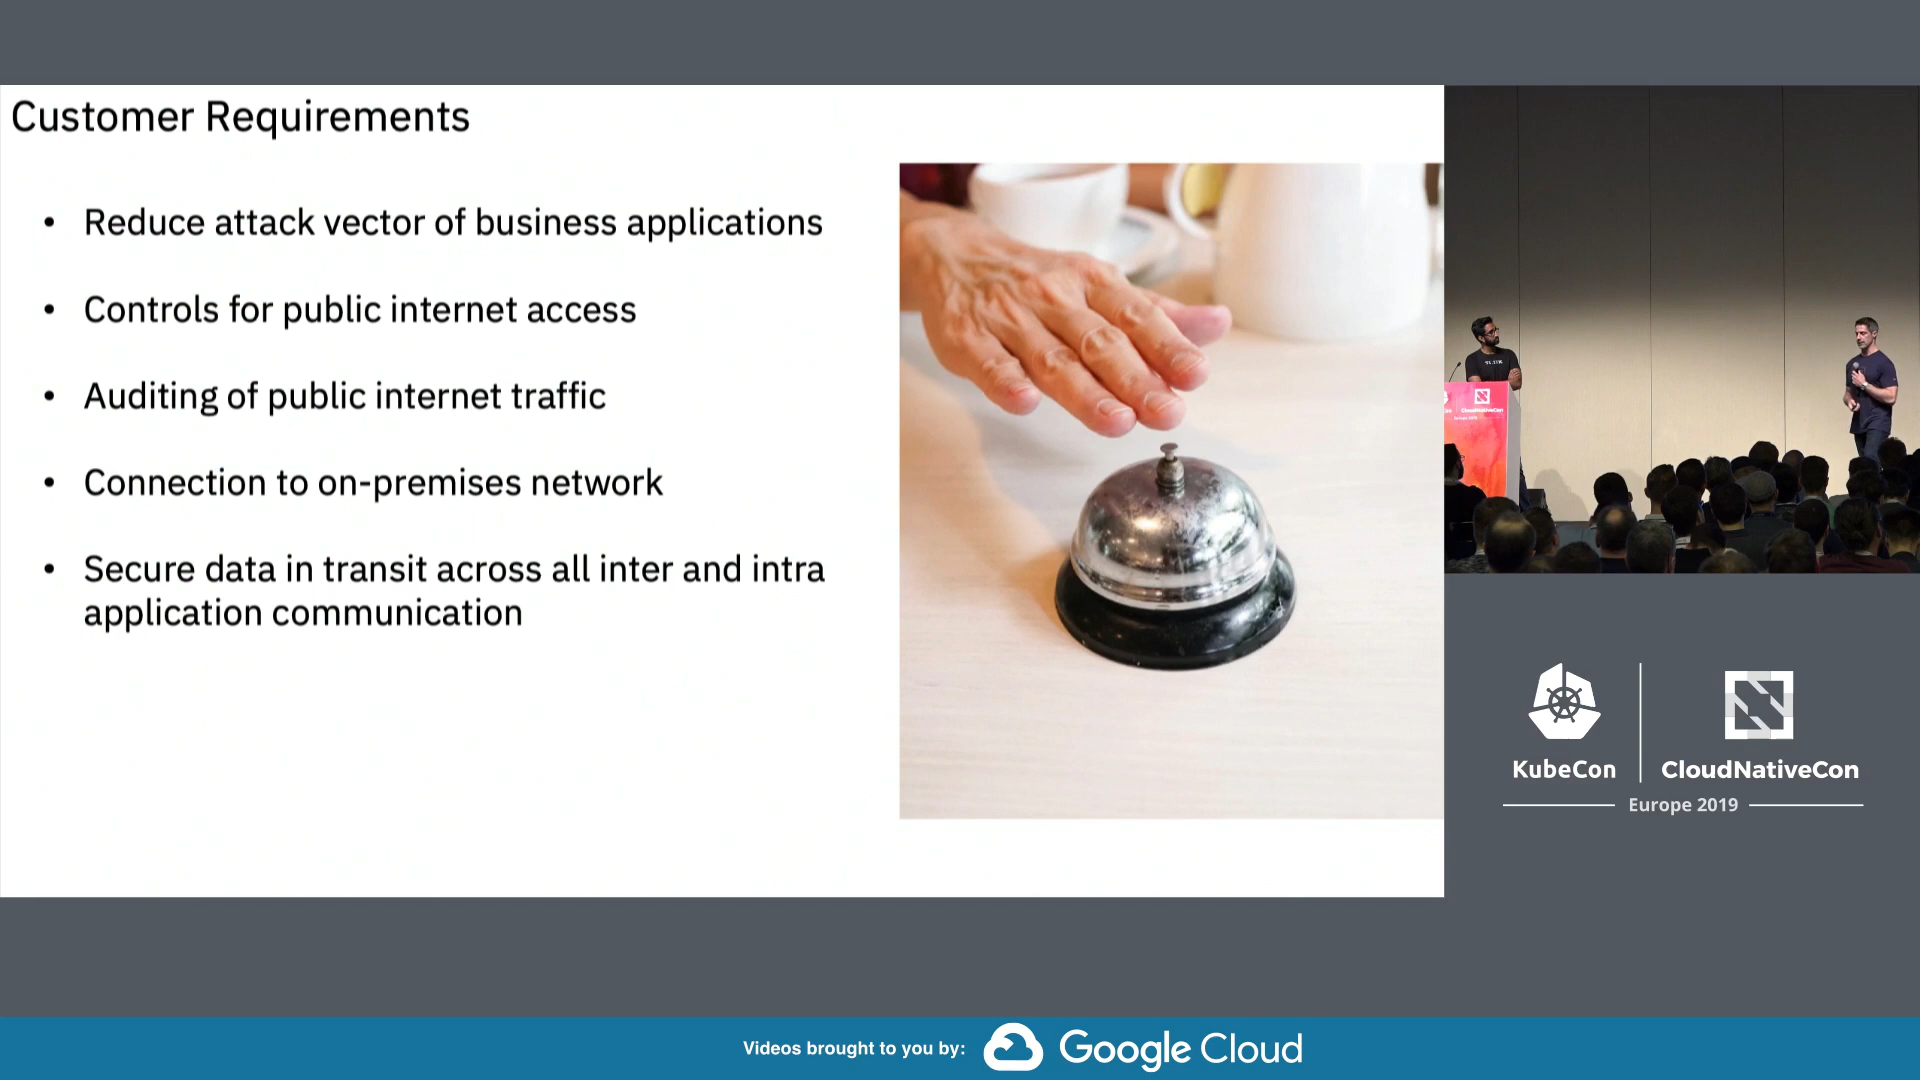 Customer Requirements
• Reduce attack vector of business applications
• Controls for public internet access
• Auditing of public internet traffic
• Connection to on-premises network
• Secure data in transit across all inter and intra
application communication
CloudNativeCon
KubeCon
CloudNativeCon
Europe 2019
Videos brought to you by:
Google Cloud